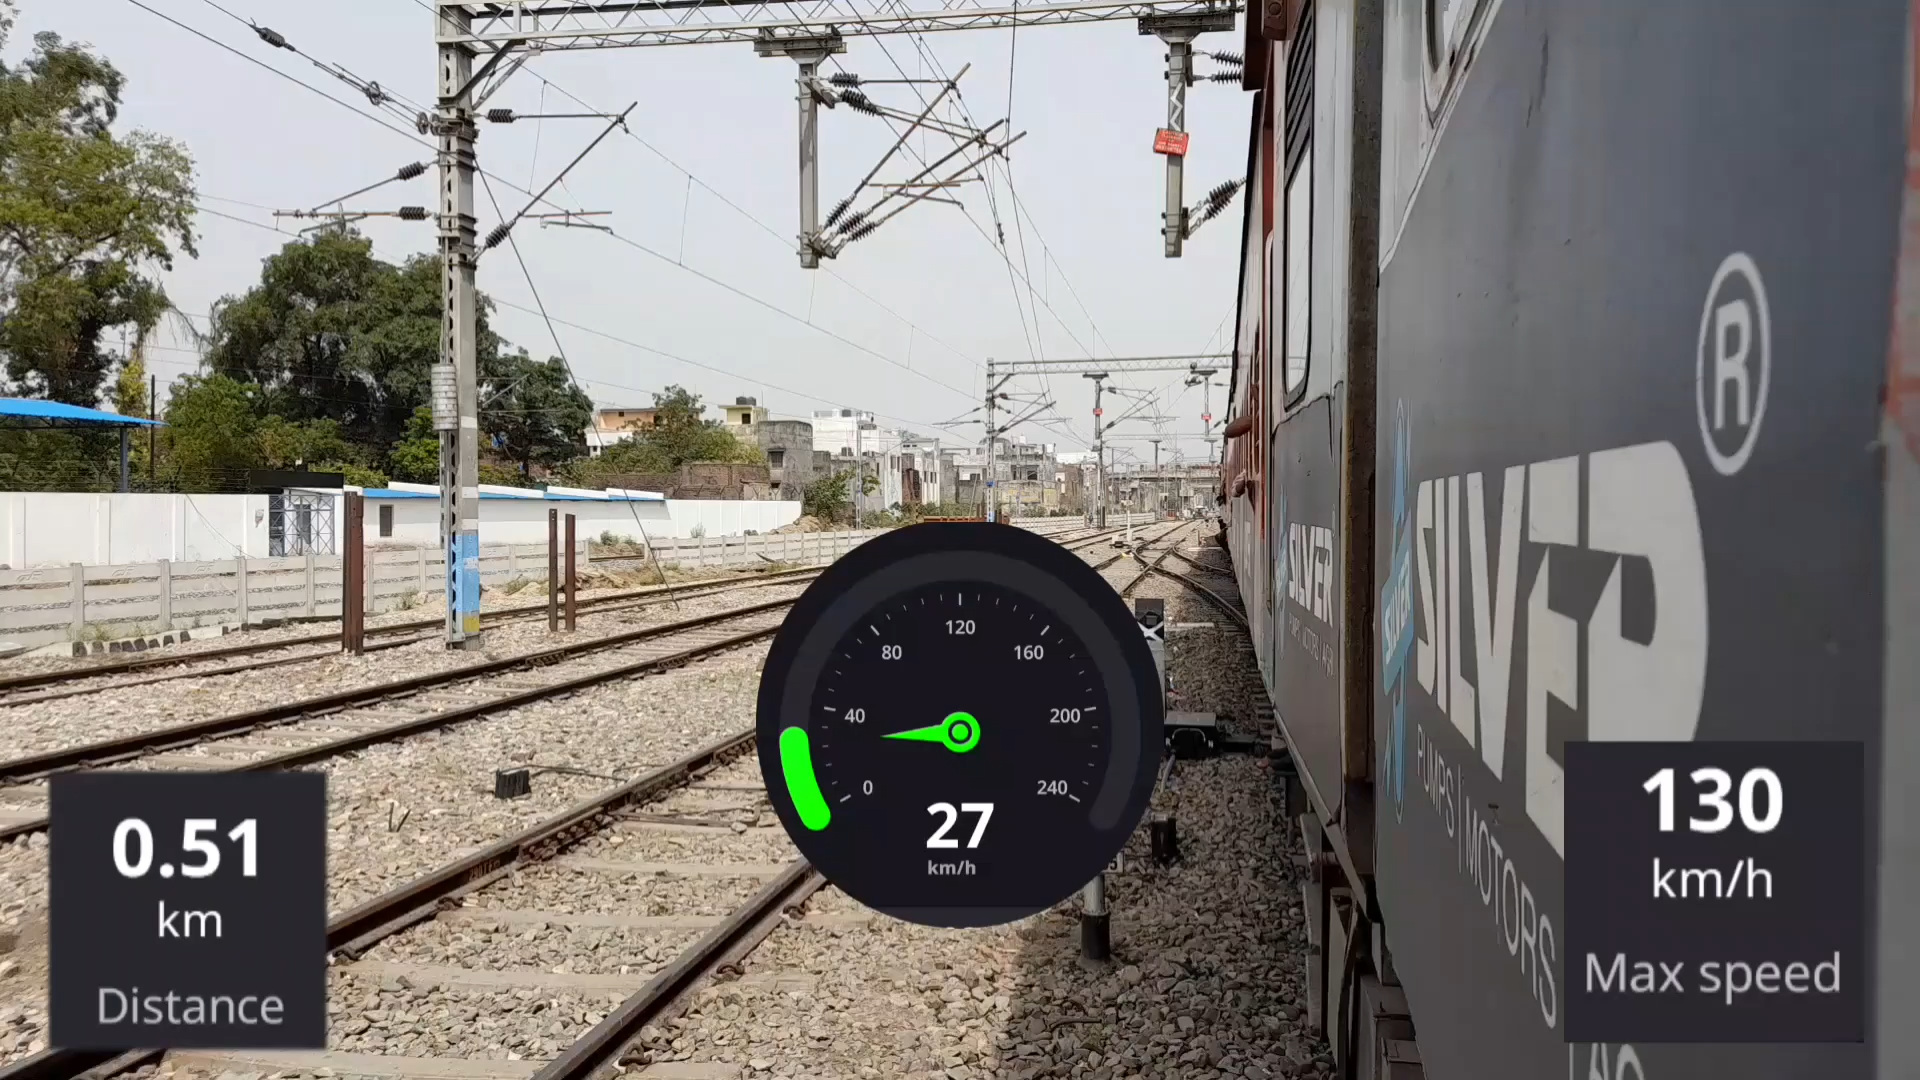 ®
SILVER
PUMPS | MOTORS
SILVER
SILVER
120
80
160
40
200
0
240
27
km/h
0.51
km
Distance
130
km/h
Max speed